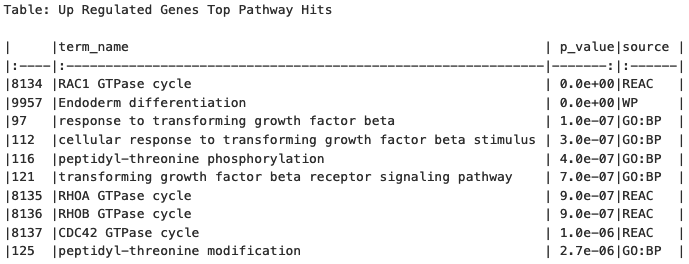 Table: Up Regulated Genes Top Pathway Hits
|     |term_name                                                     | p_value|source |
|:----|:-------------------------------------------------------------|-------:|:------|
|8134 |RAC1 GTPase cycle                                             | 0.0e+00|REAC   |
|9957 |Endoderm differentiation                                      | 0.0e+00|WP     |
|97   |response to transforming growth factor beta                   | 1.0e-07|GO:BP  |
|112  |cellular response to transforming growth factor beta stimulus | 3.0e-07|GO:BP  |
|116  |peptidyl-threonine phosphorylation                            | 4.0e-07|GO:BP  |
|121  |transforming growth factor beta receptor signaling pathway    | 7.0e-07|GO:BP  |
|8135 |RHOA GTPase cycle                                             | 9.0e-07|REAC   |
|8136 |RHOB GTPase cycle                                             | 9.0e-07|REAC   |
|8137 |CDC42 GTPase cycle                                            | 1.0e-06|REAC   |
|125  |peptidyl-threonine modification                               | 2.7e-06|GO:BP  |